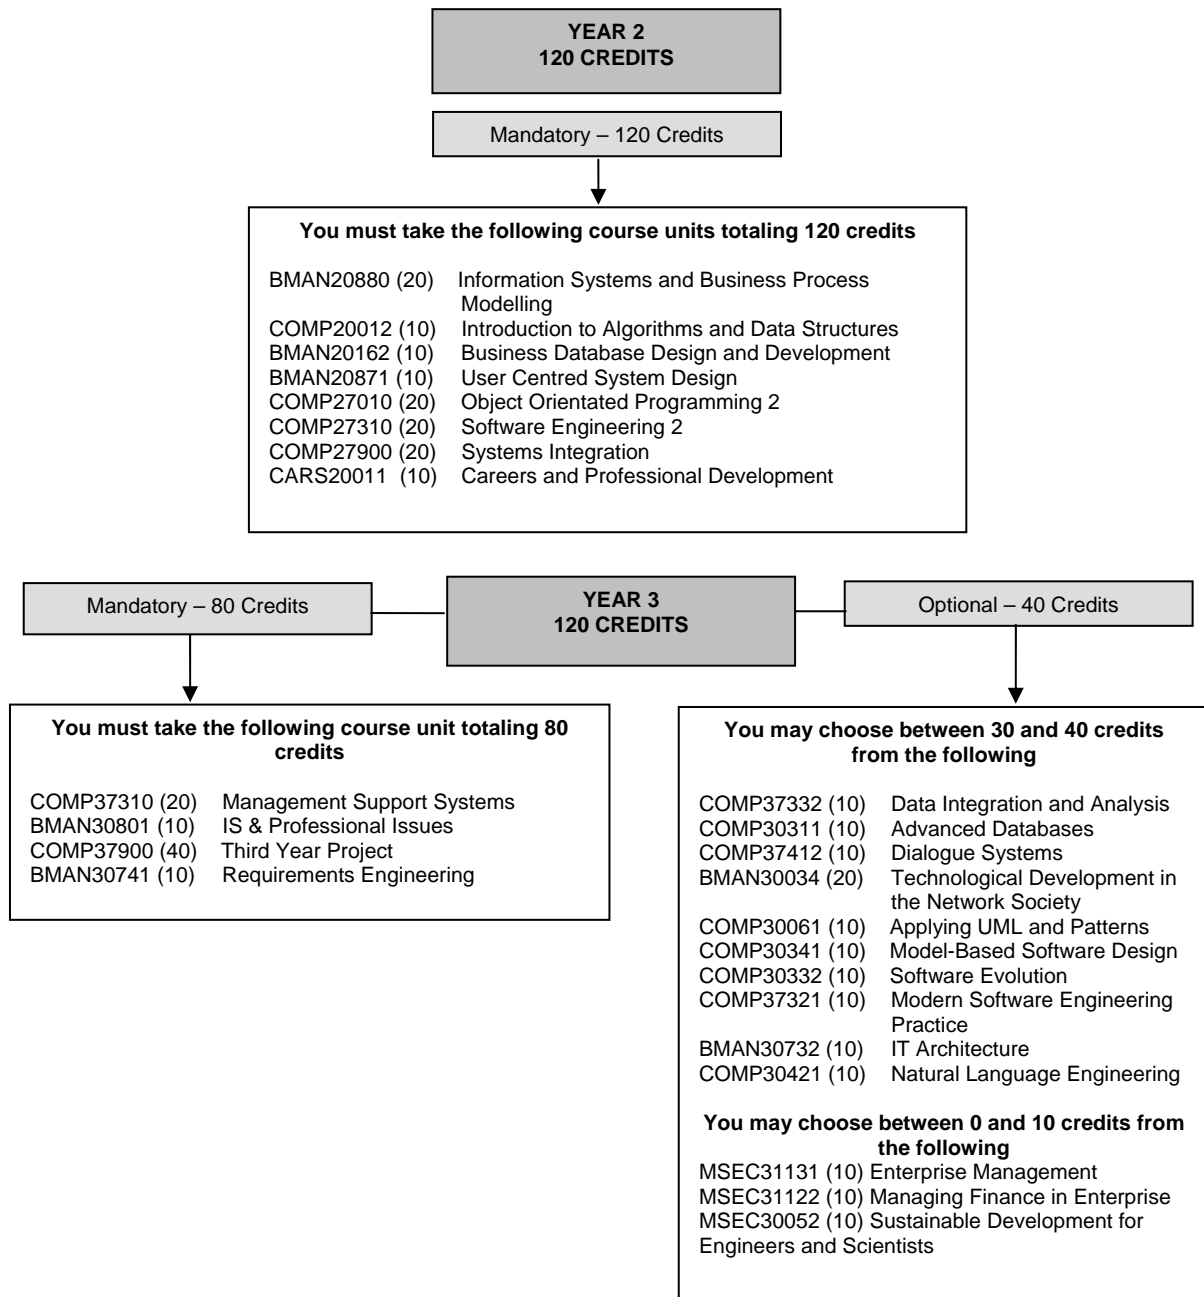 YEAR 2
120 CREDITS
Mandatory – 120 Credits
You must take the following course units totaling 120 credits
BMAN20880 (20) Information Systems and Business Process
Modelling
COMP20012 (10) Introduction to Algorithms and Data Structures
BMAN20162 (10) Business Database Design and Development
BMAN20871 (10) User Centred System Design
COMP27010 (20) Object Orientated Programming 2
COMP27310 (20) Software Engineering 2
COMP27900 (20) Systems Integration
CARS20011 (10) Careers and Professional Development
Mandatory – 80 Credits
YEAR 3
120 CREDITS
Optional – 40 Credits
You must take the following course unit totaling 80
credits
COMP37310 (20) Management Support Systems
BMAN30801 (10) IS & Professional Issues
COMP37900 (40) Third Year Project
BMAN30741 (10) Requirements Engineering
You may choose between 30 and 40 credits
from the following
COMP37332 (10) Data Integration and Analysis
COMP30311 (10) Advanced Databases
COMP37412 (10) Dialogue Systems
BMAN30034 (20) Technological Development in
the Network Society
COMP30061 (10) Applying UML and Patterns
COMP30341 (10) Model-Based Software Design
COMP30332 (10) Software Evolution
COMP37321 (10) Modern Software Engineering
Practice
BMAN30732 (10) IT Architecture
COMP30421 (10) Natural Language Engineering
You may choose between 0 and 10 credits from
the following
MSEC31131 (10) Enterprise Management
MSEC31122 (10) Managing Finance in Enterprise
MSEC30052 (10) Sustainable Development for
Engineers and Scientists